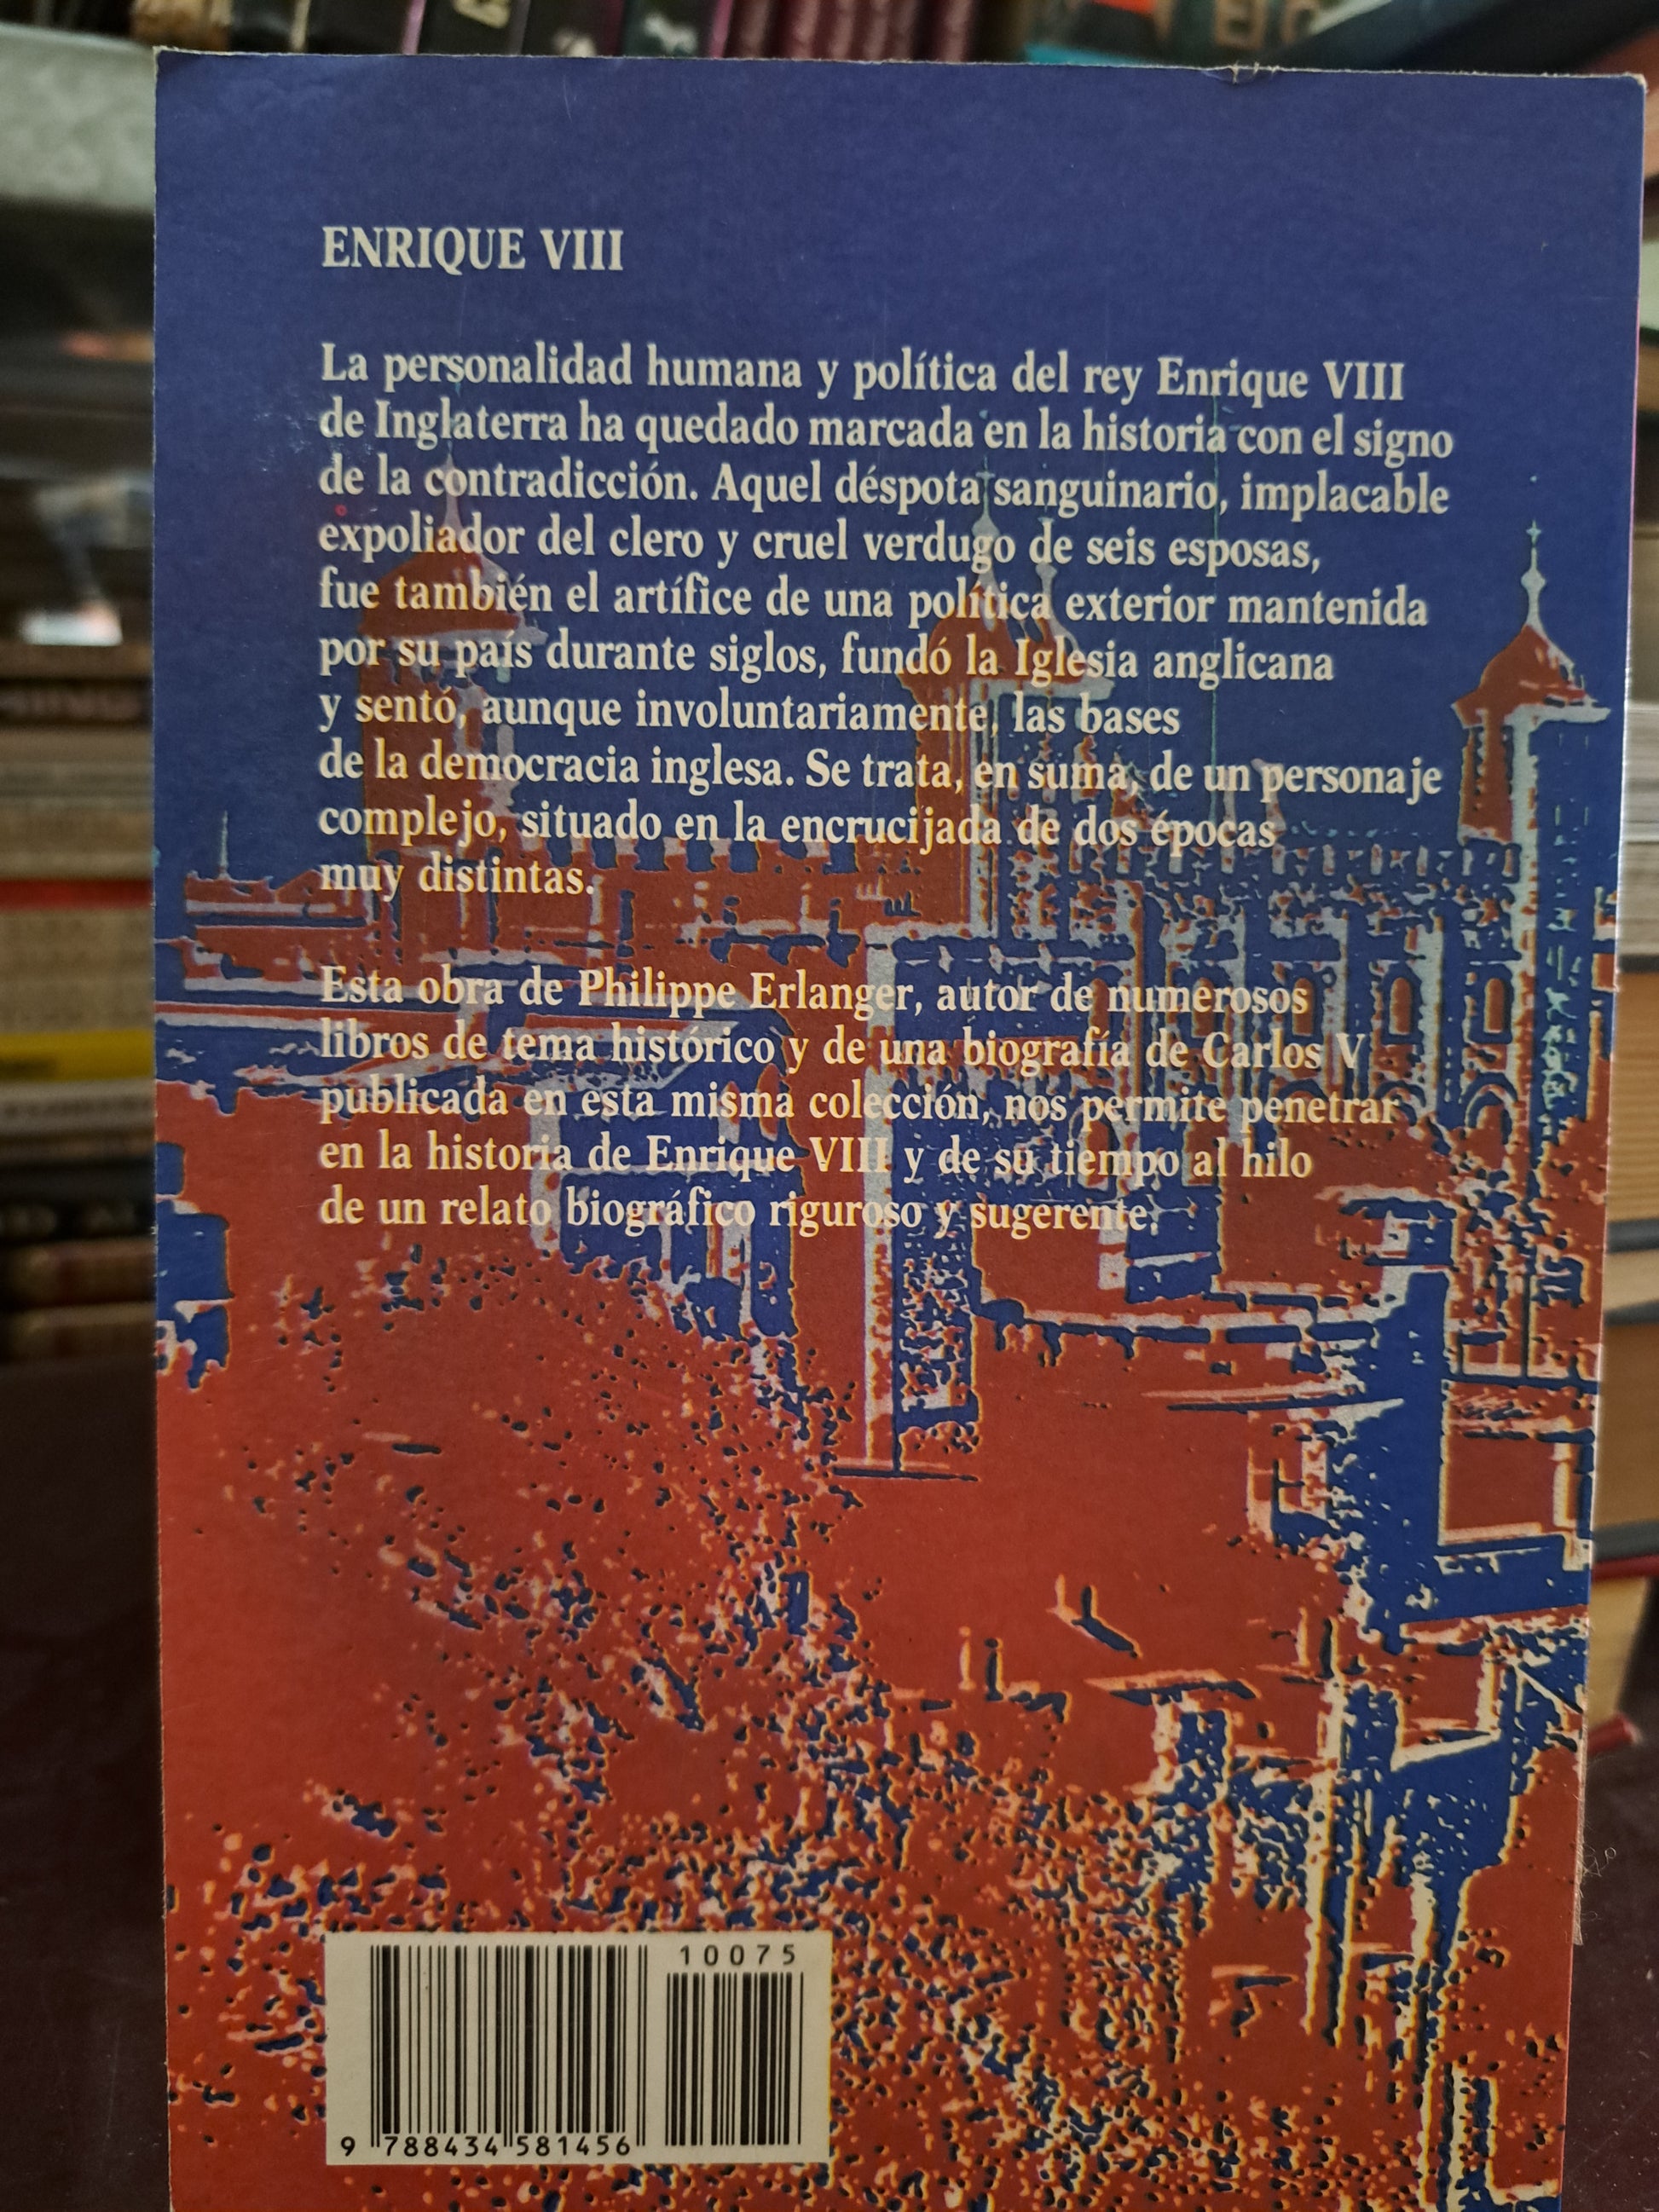 ENRIQUE VIII
La personalidad humana y política del rey Enrique VIII
de Inglaterra ha quedado marcada en la historia con el signo
de la contradicción. Aquel déspota sanguinario, implacable
expoliador del clero y cruel verdugo de seis esposas,
fue también el artífice de una política exterior mantenida
por su país durante siglos, fundó la Iglesia anglicana
y sentó, aunque involuntariamente, las bases
de la democracia inglesa. Se trata, en suma, de un personaje
complejo, situado en la encrucijada de dos épocas
muy distintas.
Esta obra de Philippe Erlanger, autor de numerosos
libros de tema histórico y de una biografía de Carlos V
publicada en esta misma colección, nos permite penetrar
en la historia de Enrique VIII y de su tiempo al hilo
de un relato biográfico riguroso y sugerente.
10075
9 788434 581456